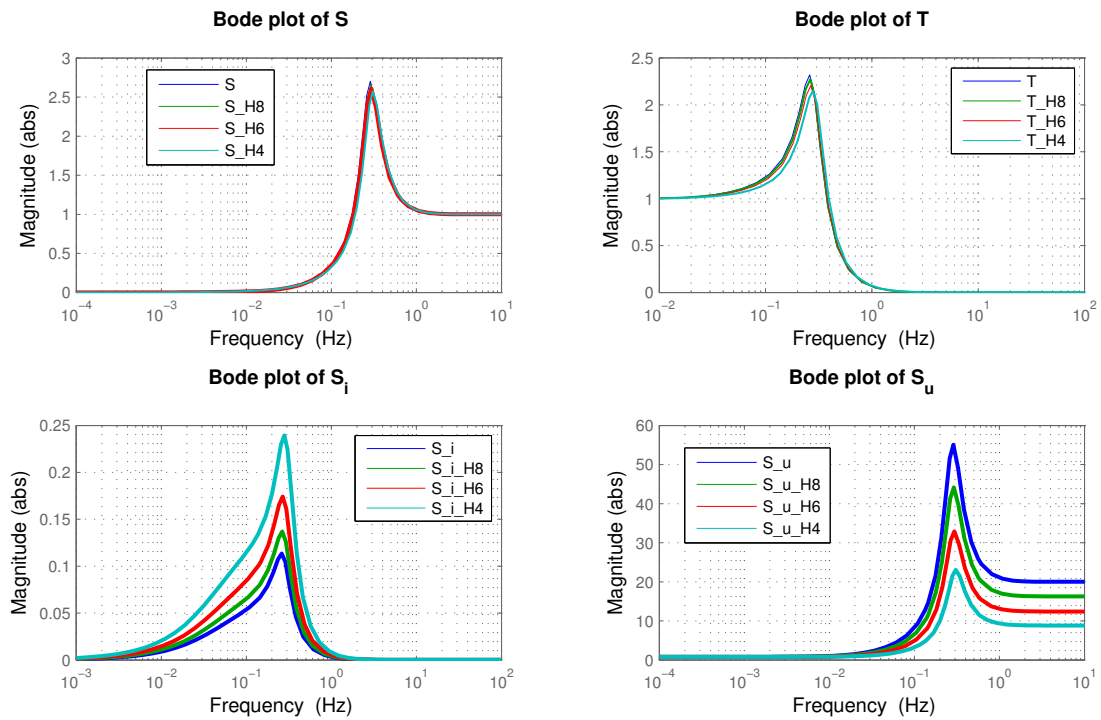 Bode plot of S
3
2.5
2
1.5
1
0.5
0
Magnitude (abs)
S
S_H8
S_H6
S_H4
10^−4 10^−3 10^−2 10^−1 10^0 10^1
Frequency (Hz)
Bode plot of T
2.5
2
1.5
1
0.5
0
Magnitude (abs)
T
T_H8
T_H6
T_H4
10^−2 10^−1 10^0 10^1 10^2
Frequency (Hz)
Bode plot of S_i
0.25
0.2
0.15
0.1
0.05
0
Magnitude (abs)
S_i
S_i_H8
S_i_H6
S_i_H4
10^−3 10^−2 10^−1 10^0 10^1 10^2
Frequency (Hz)
Bode plot of S_u
60
50
40
30
20
10
0
Magnitude (abs)
S_u
S_u_H8
S_u_H6
S_u_H4
10^−4 10^−3 10^−2 10^−1 10^0 10^1
Frequency (Hz)